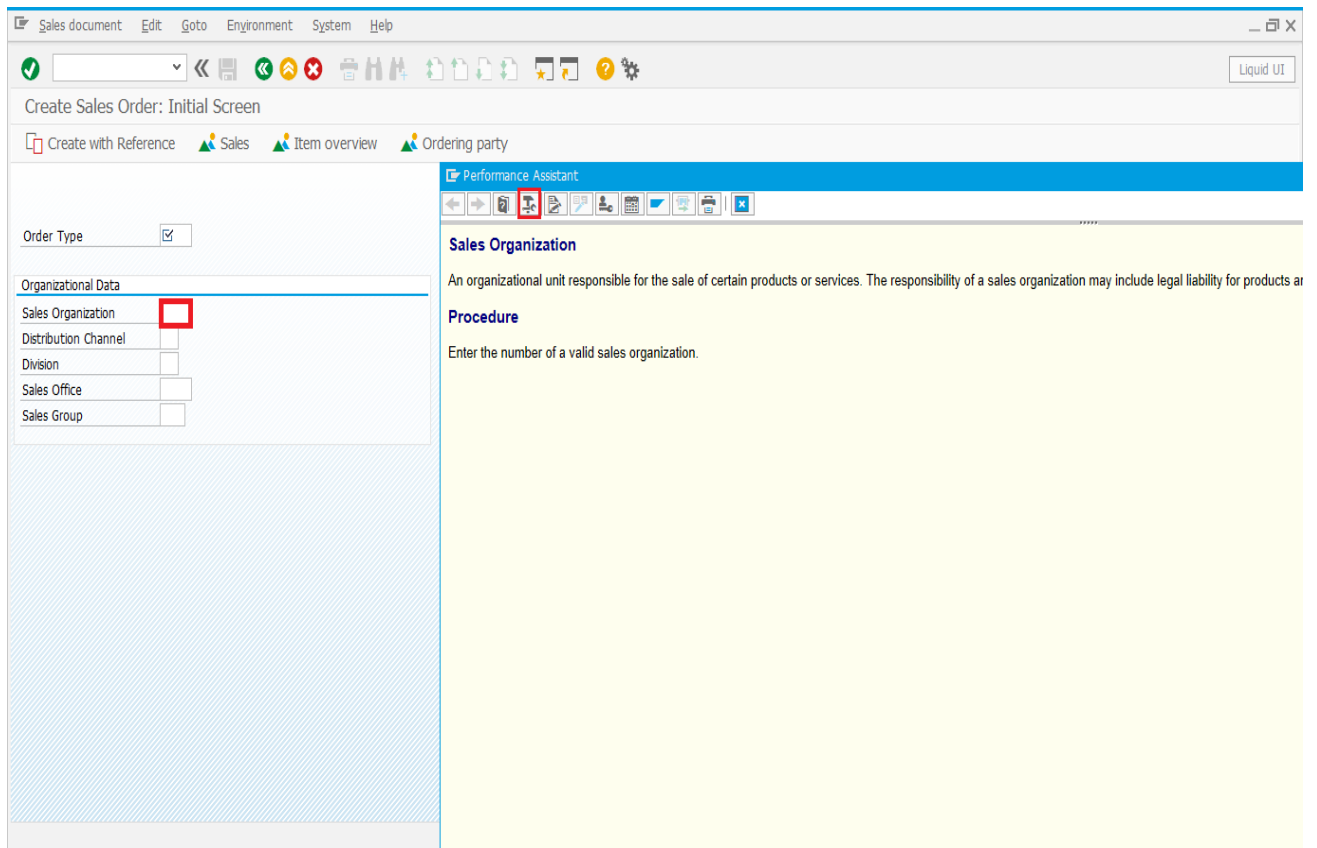 Sales document Edit Goto Environment System Help
Liquid UI
Create Sales Order: Initial Screen
Create with Reference Sales Item overview Ordering party
Performance Assistant
Order Type
Organizational Data
Sales Organization
Distribution Channel
Division
Sales Office
Sales Group
Sales Organization
An organizational unit responsible for the sale of certain products or services. The responsibility of a sales organization may include legal liability for products
Procedure
Enter the number of a valid sales organization.